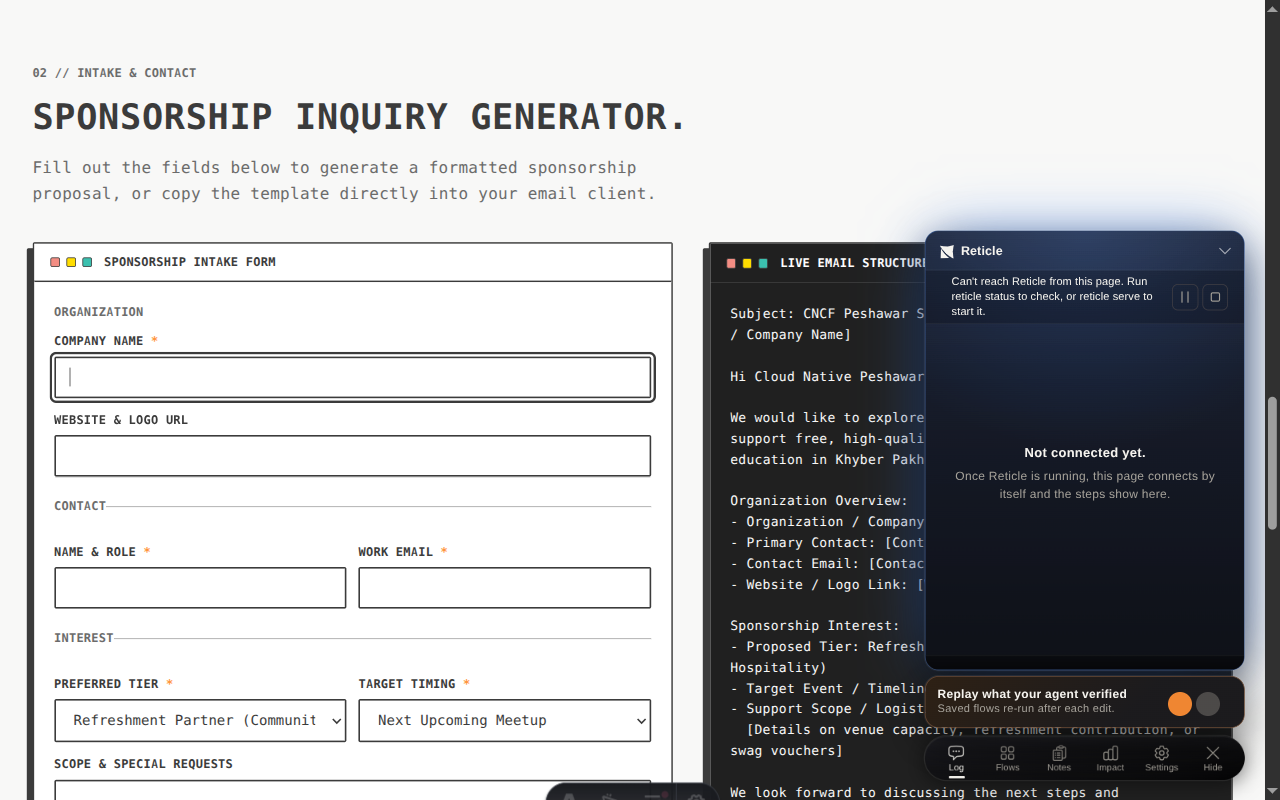 02 // INTAKE & CONTACT
SPONSORSHIP INQUIRY GENERATOR.
Fill out the fields below to generate a formatted sponsorship
proposal, or copy the template directly into your email client.
SPONSORSHIP INTAKE FORM
ORGANIZATION
COMPANY NAME *
WEBSITE & LOGO URL
CONTACT
NAME & ROLE *
WORK EMAIL *
INTEREST
PREFERRED TIER *
TARGET TIMING *
Refreshment Partner (Communit
Next Upcoming Meetup
SCOPE & SPECIAL REQUESTS
LIVE EMAIL STRUCTURE
Subject: CNCF Peshawar S
/ Company Name]
Hi Cloud Native Peshawar
We would like to explore
support free, high-quali
education in Khyber Pakh
Organization Overview:
- Organization / Company
- Primary Contact: [Cont
- Contact Email: [Contac
- Website / Logo Link: [
Sponsorship Interest:
- Proposed Tier: Refresh
Hospitality)
- Target Event / Timelin
- Support Scope / Logist
[Details on venue capacity, refreshment contribution, or
swag vouchers]
We look forward to discussing the next steps and
Reticle
Can't reach Reticle from this page. Run
reticle status to check, or reticle serve to
start it.
Not connected yet.
Once Reticle is running, this page connects by
itself and the steps show here.
Replay what your agent verified
Saved flows re-run after each edit.
Log
Flows
Notes
Impact
Settings
Hide